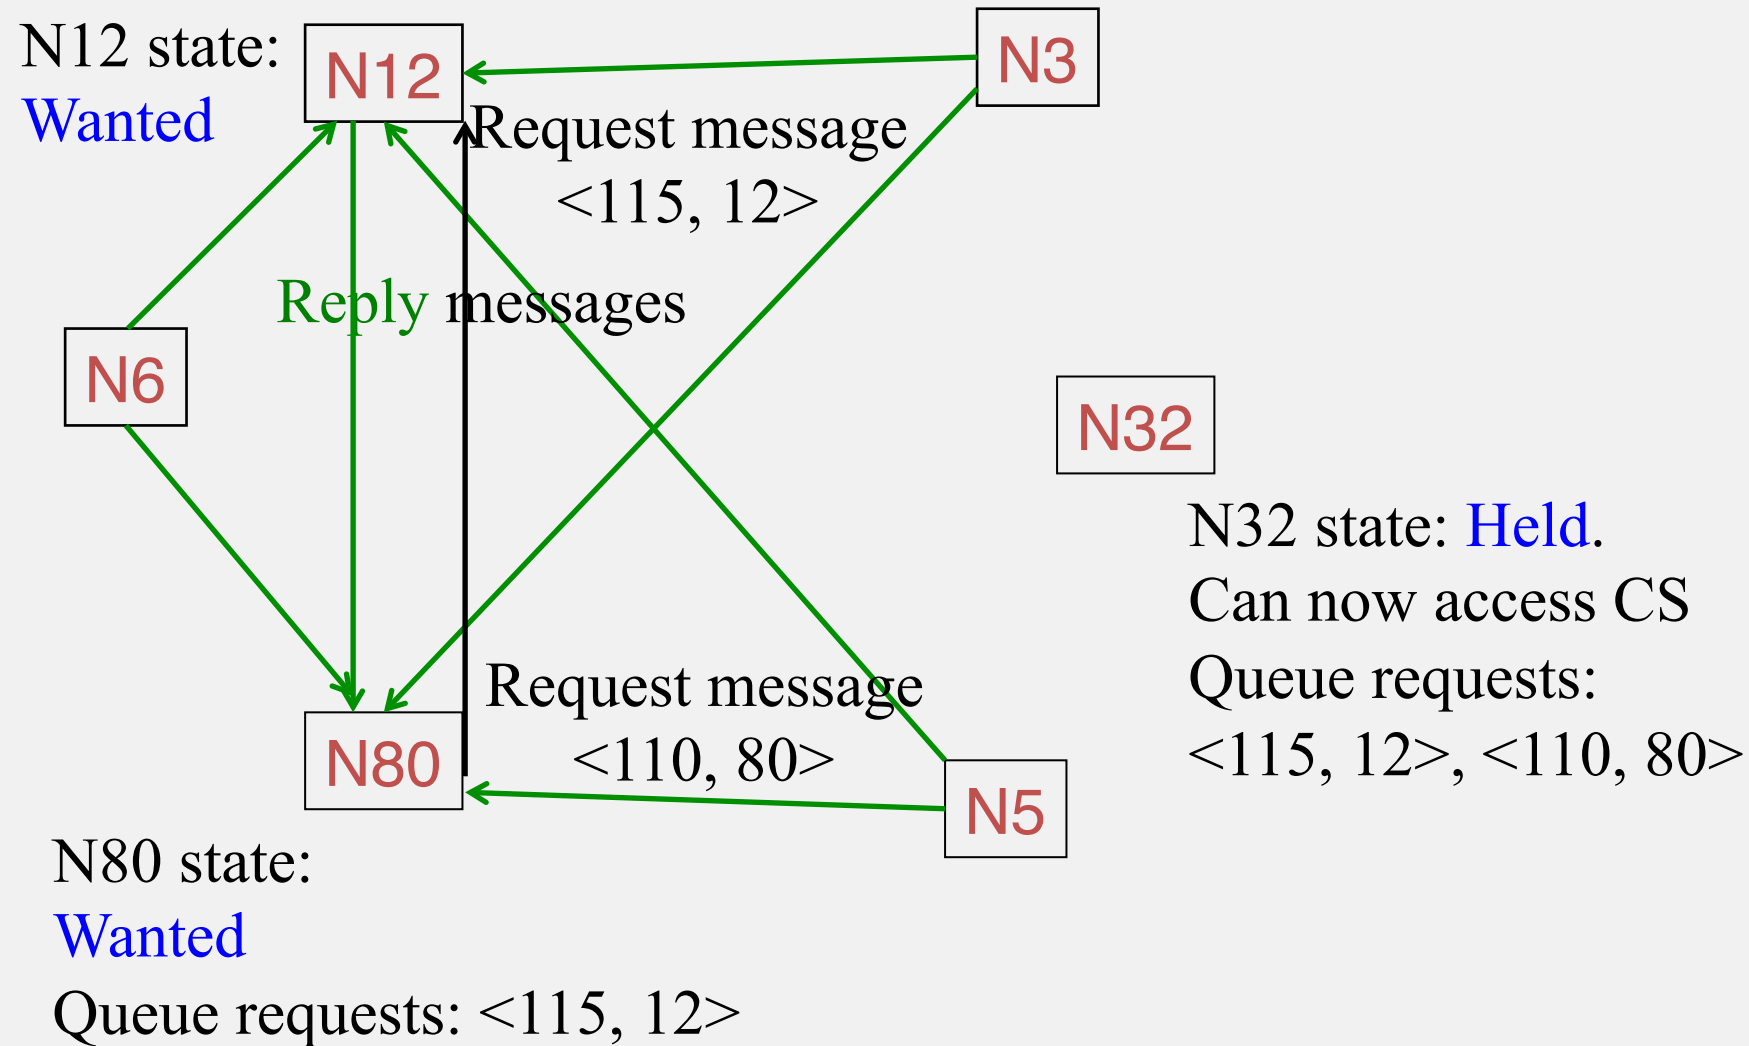 N12 state:
Wanted
N12
N3
Request message
<115, 12>
Reply messages
N6
N32
N32 state: Held.
Can now access CS
Queue requests:
<115, 12>, <110, 80>
Request message
<110, 80>
N80
N5
N80 state:
Wanted
Queue requests: <115, 12>